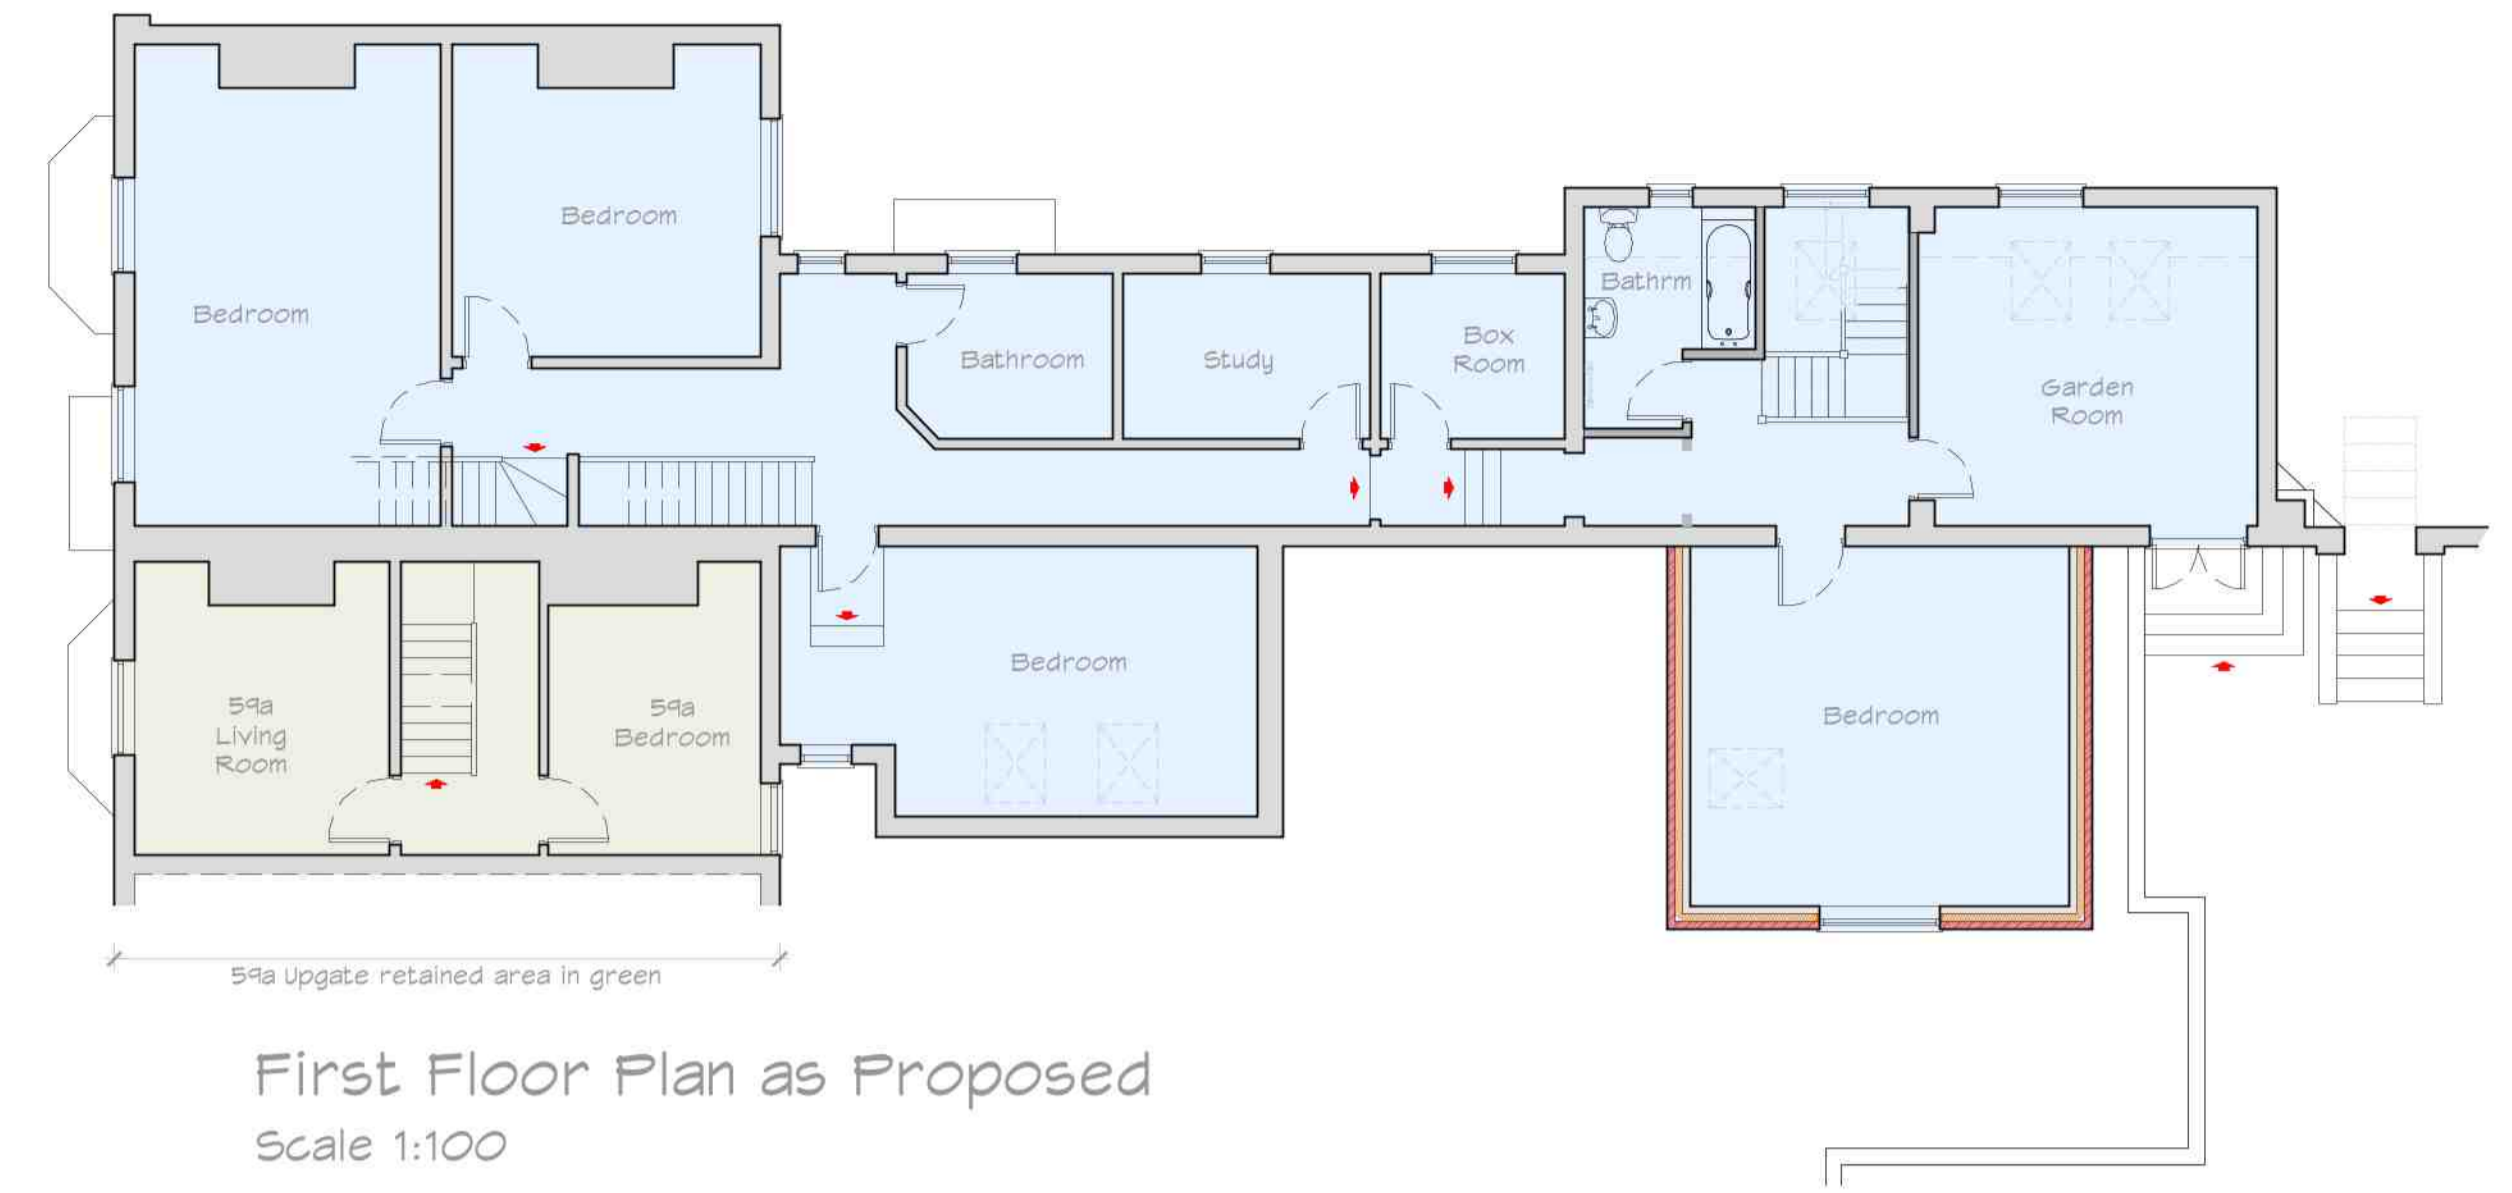 Bedroom
Bedroom
Bathroom
Study
Box
Room
Bathrm
Garden
Room
Bedroom
Bedroom
59a
Living
Room
59a
Bedroom
59a Upgate retained area in green
First Floor Plan as Proposed
Scale 1:100